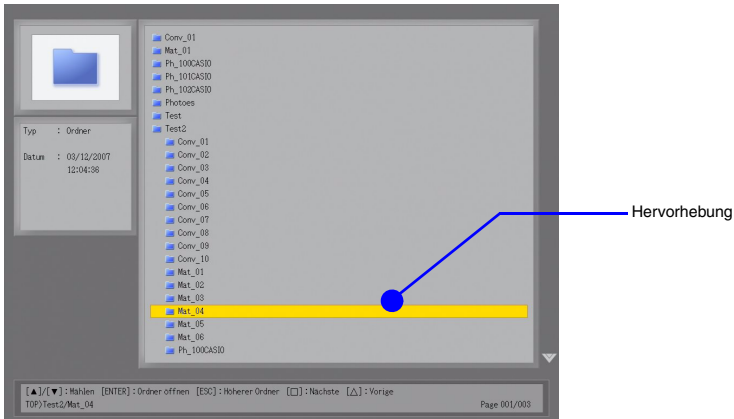 Conv_01
Mat_01
Ph_100CASIO
Ph_101CASIO
Ph_102CASIO
Photoes
Test
Test2
Conv_01
Conv_02
Conv_03
Conv_04
Conv_05
Conv_06
Conv_07
Conv_08
Conv_09
Conv_10
Mat_01
Mat_02
Mat_03
Mat_04
Mat_05
Mat_06
Ph_100CASIO
Typ : Ordner
Datum : 03/12/2007
12:04:36
Hervorhebung
[▲]/[▼]:Wählen [ENTER]:Ordner öffnen [ESC]:Höherer Ordner [□]:Nächste [△]:Vorige
TOP)Test2/Mat_04 Page 001/003